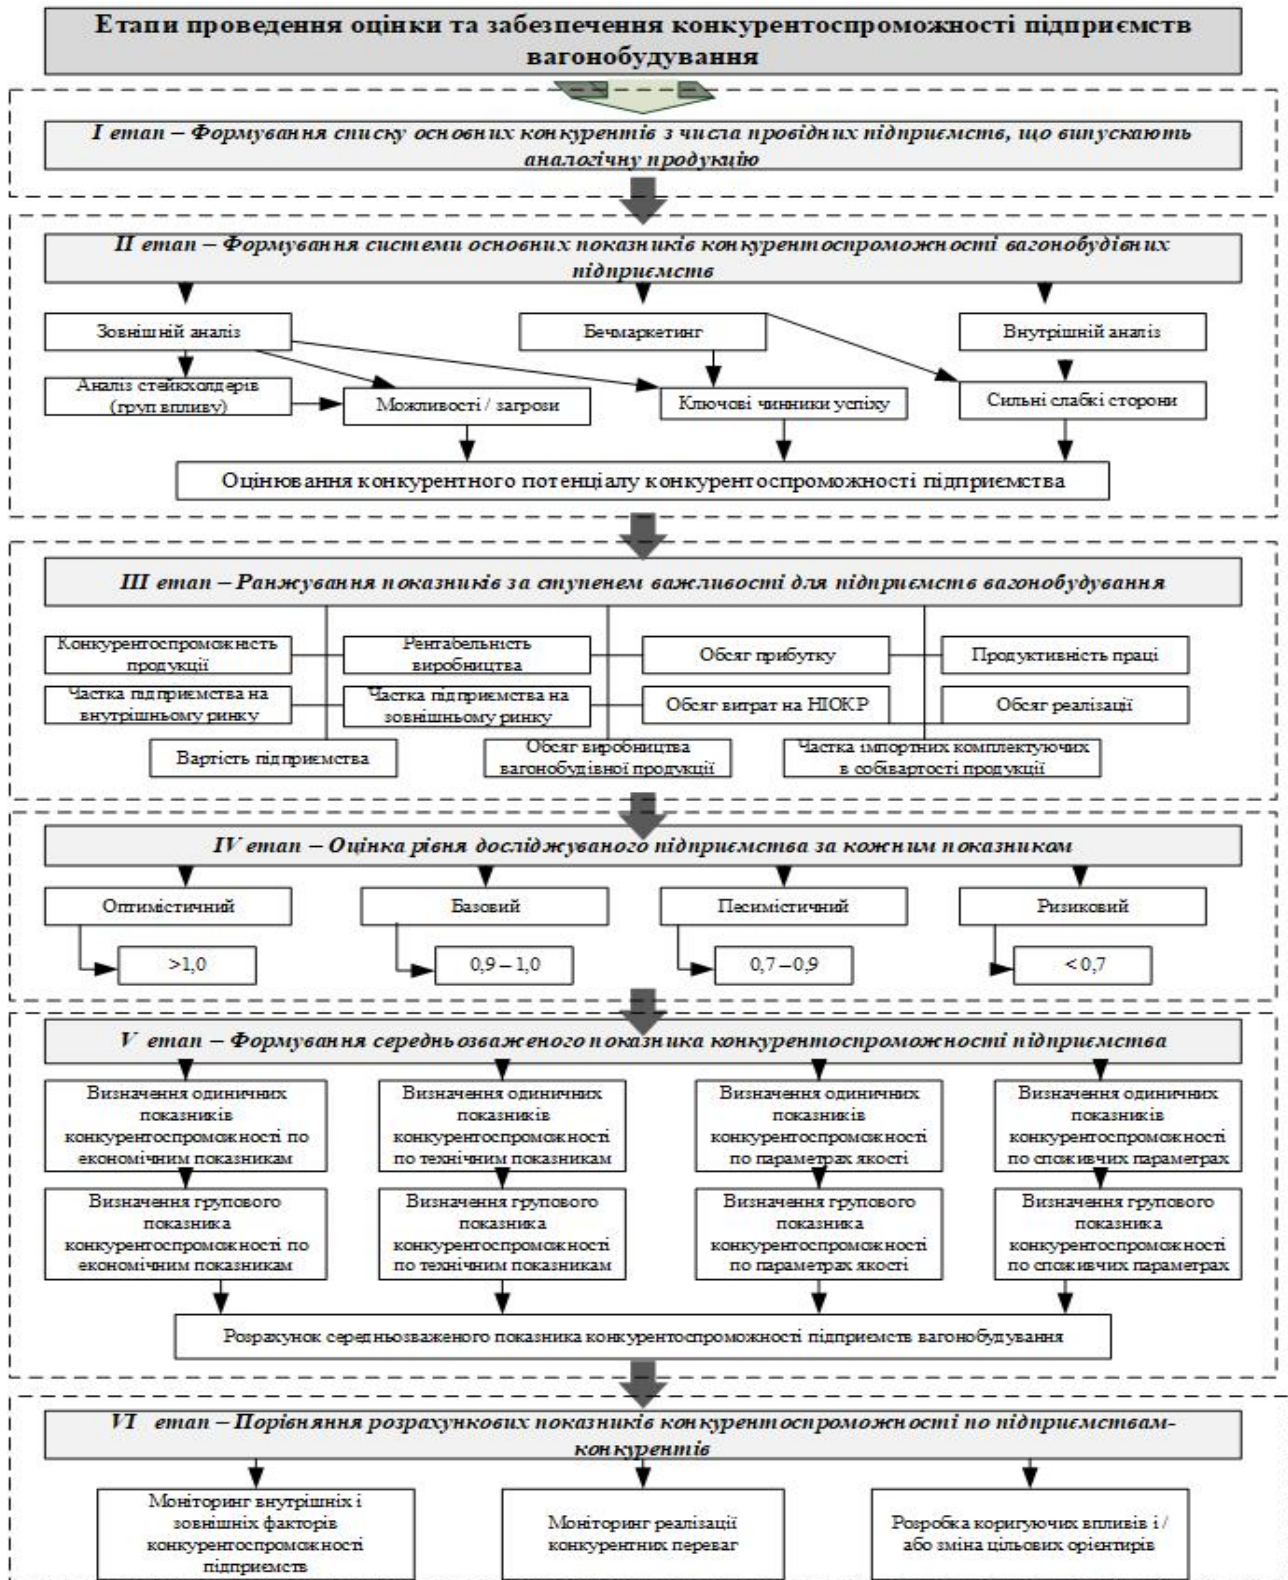 Етапи проведення оцінки та забезпечення конкурентоспроможності підприємств
вагонобудування
І етап – Формування списку основних конкурентів з числа провідних підприємств, що випускають
аналогічну продукцію
ІІ етап – Формування системи основних показників конкурентоспроможності вагонобудівних
підприємств
Зовнішній аналіз
Бечмаркетинг
Внутрішній аналіз
Аналіз стейкхолдерів
(груп впливу)
Можливості / загрози
Ключові чинники успіху
Сильні слабкі сторони
Оцінювання конкурентного потенціалу конкурентоспроможності підприємства
ІІІ етап – Ранжування показників за ступенем важливості для підприємств вагонобудування
Конкурентоспроможність
продукції
Рентабельність
виробництва
Обсяг прибутку
Продуктивність праці
Частка підприємства на
внутрішньому ринку
Частка підприємства на
зовнішньому ринку
Обсяг витрат на НІОКР
Обсяг реалізації
Вартість підприємства
Обсяг виробництва
вагонобудівної продукції
Частка імпортних комплектуючих
в собівартості продукції
IV етап – Оцінка рівня досліджуваного підприємства за кожним показником
Оптимістичний
Базовий
Песимістичний
Ризиковий
>1,0
0,9 – 1,0
0,7 – 0,9
< 0,7
V етап – Формування середньозваженого показника конкурентоспроможності підприємства
Визначення одиничних
показників
конкурентоспроможності по
економічним показникам
Визначення одиничних
показників
конкурентоспроможності
по технічним показникам
Визначення одиничних
показників
конкурентоспроможності
по параметрах якості
Визначення одиничних
показників
конкурентоспроможності
по споживчих параметрах
Визначення групового
показника
конкурентоспроможності по
економічним показникам
Визначення групового
показника
конкурентоспроможності
по технічним показникам
Визначення групового
показника
конкурентоспроможності
по параметрах якості
Визначення групового
показника
конкурентоспроможності
по споживчих параметрах
Розрахунок середньозваженого показника конкурентоспроможності підприємств вагонобудування
VI етап – Порівняння розрахункових показників конкурентоспроможності по підприємствам-
конкурентів
Моніторинг внутрішніх і
зовнішніх факторів
конкурентоспроможності
підприємств
Моніторинг реалізації
конкурентних переваг
Розробка коригуючих впливів і /
або зміна цільових орієнтирів